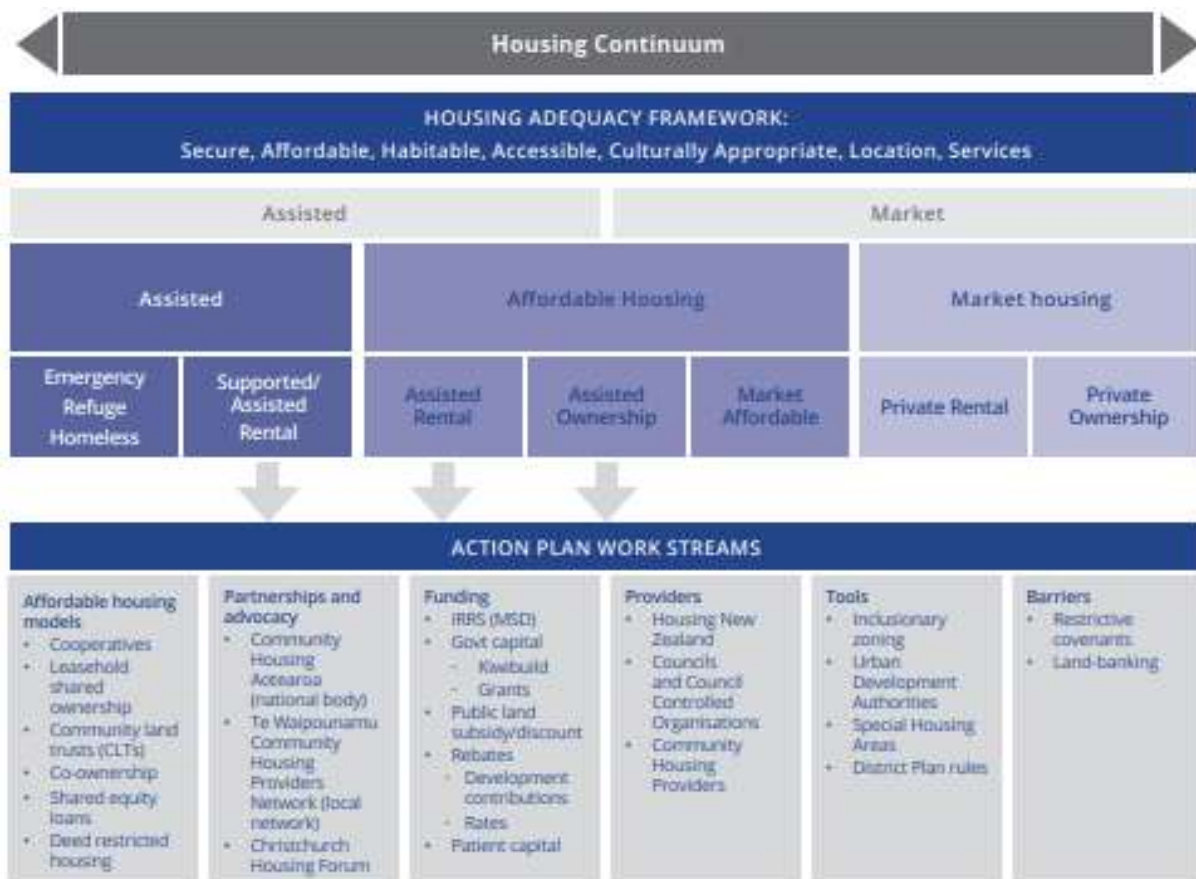 Housing Continuum
HOUSING ADEQUACY FRAMEWORK:
Secure, Affordable, Habitable, Accessible, Culturally Appropriate, Location, Services
Assisted
Market
Assisted
Affordable Housing
Market housing
Emergency
Refuge
Homeless
Supported/
Assisted
Rental
Assisted
Rental
Assisted
Ownership
Market
Affordable
Private Rental
Private
Ownership
ACTION PLAN WORK STREAMS
Affordable housing
models
• Cooperatives
• Leasehold
shared
ownership
• Community land
trusts (CLTs)
• Co-ownership
• Shared equity
loans
• Deed restricted
housing
Partnerships and
advocacy
• Community
Housing
Aotearoa
(national body)
• Te Waipounamu
Community
Housing
Providers
Network (local
network)
• Christchurch
Housing Forum
Funding
• IRRS (MSD)
• Govt capital
- Kiwibuild
- Grants
• Public land
subsidy/discount
• Rebates
- Development
contributions
- Rates
• Patient capital
Providers
• Housing New
Zealand
• Councils
and Council
Controlled
Organisations
• Community
Housing
Providers
Tools
• Inclusionary
zoning
• Urban
Development
Authorities
• Special Housing
Areas
• District Plan rules
Barriers
• Restrictive
covenants
• Land-banking